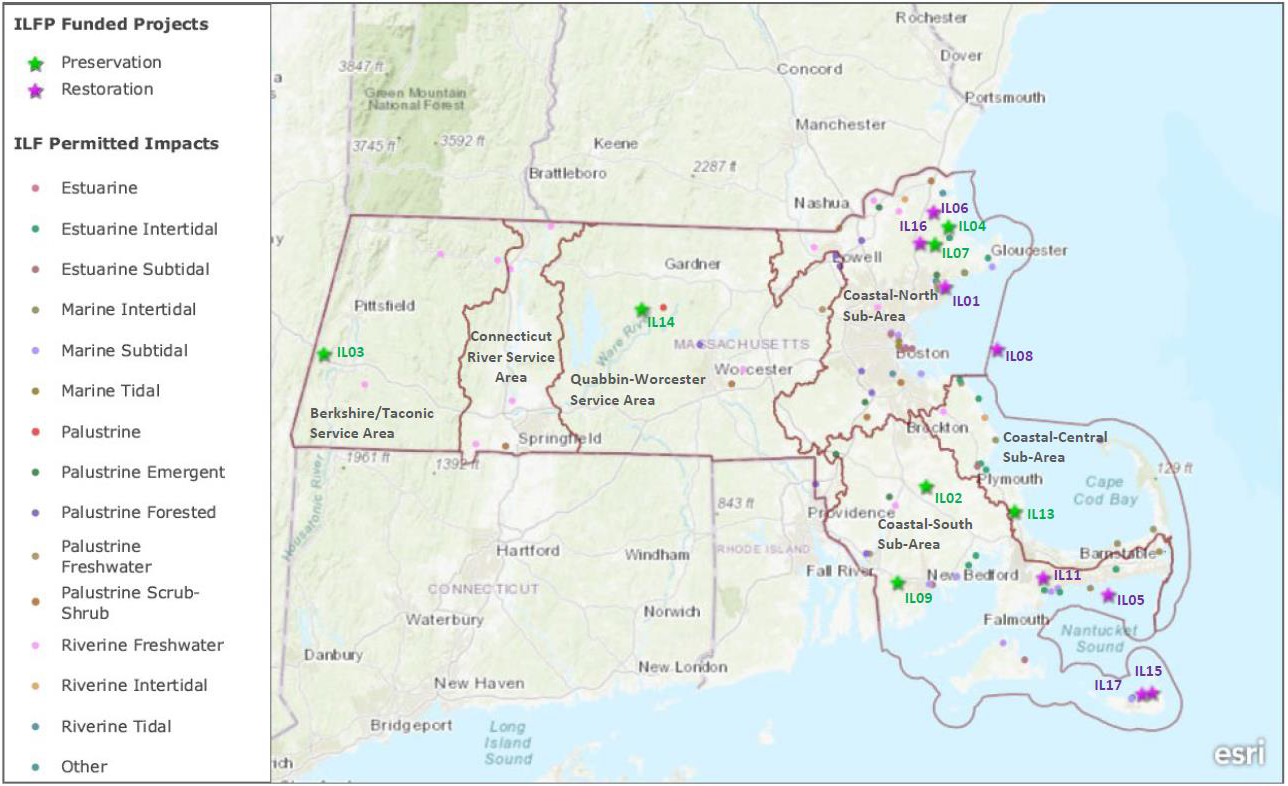 ILFP Funded Projects
Preservation
Restoration
ILF Permitted Impacts
Estuarine
Estuarine Intertidal
Estuarine Subtidal
Marine Intertidal
Marine Subtidal
Marine Tidal
Palustrine
Palustrine Emergent
Palustrine Forested
Palustrine
Freshwater
Palustrine Scrub-
Shrub
Riverine Freshwater
Riverine Intertidal
Riverine Tidal
Other
Rochester
Dover
3847 ft
Concord
Green Mountain
National Forest
Portsmouth
Manchester
3745 ft
3592 ft
Keene
2287 ft
Brattleboro
Nashua
IL06
IL16
IL04
IL07
Gloucester
Lowell
Gardner
Pittsfield
Coastal-North
Sub-Area
IL01
IL14
IL03
Connecticut
River Service
Area
Ware River
MASSACHUSETTS
Boston
IL08
Worcester
Quabbin-Worcester
Service Area
Berkshire/Taconic
Service Area
Springfield
Brockton
Coastal-Central
Sub-Area
1961 ft
1392 ft
129 ft
Plymouth
Cape
Cod Bay
IL02
843 ft
Providence
IL13
Coastal-South
Sub-Area
Housatonic River
Hartford
Windham
RHODE ISLAND
Barnstable
Fall River
New Bedford
IL11
CONNECTICUT
IL09
IL05
Norwich
Waterbury
Falmouth
Nantucket
Sound
Danbury
New London
IL15
IL17
New Haven
Bridgeport
Long
Island
Sound
esri